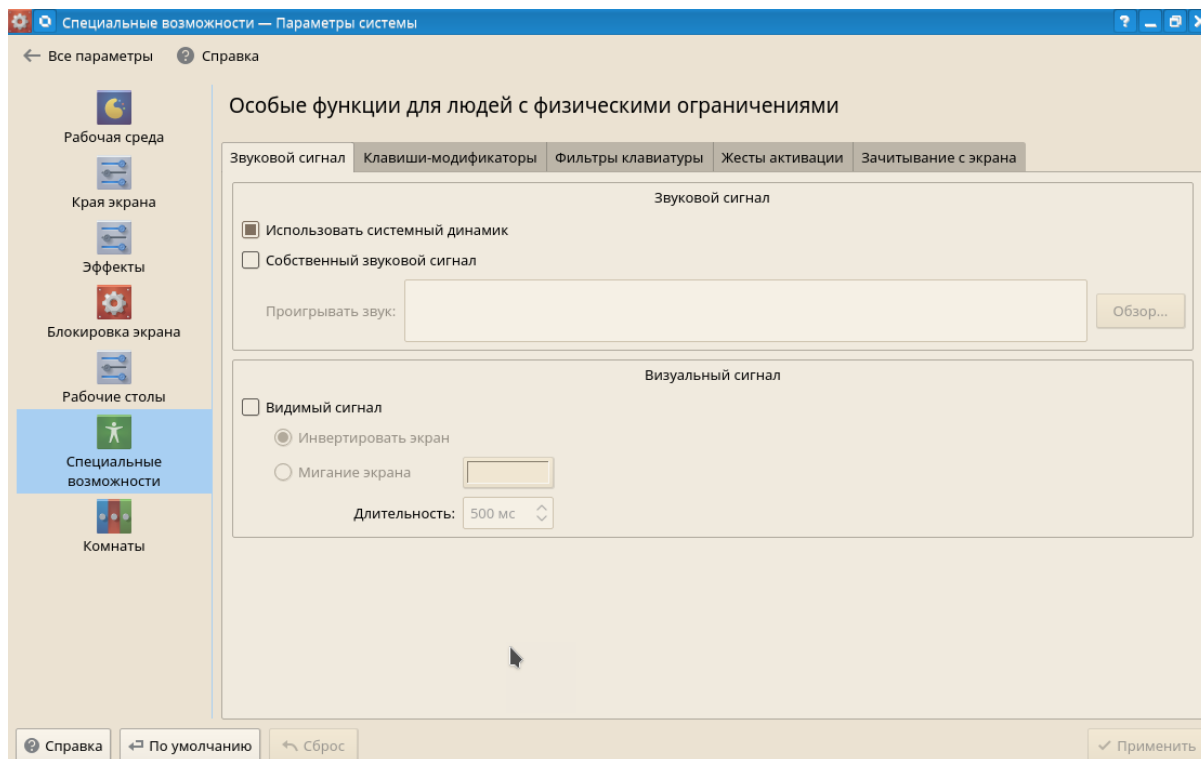 Специальные возможности — Параметры системы
Все параметры Справка
Рабочая среда
Края экрана
Эффекты
Блокировка экрана
Рабочие столы
Специальные
возможности
Комнаты
Особые функции для людей с физическими ограничениями
Звуковой сигнал Клавиши-модификаторы Фильтры клавиатуры Жесты активации Зачитывание с экрана
Звуковой сигнал
Использовать системный динамик
Собственный звуковой сигнал
Проигрывать звук: Обзор...
Визуальный сигнал
Видимый сигнал
Инвертировать экран
Мигание экрана
Длительность: 500 мс
Справка По умолчанию Сброс Применить